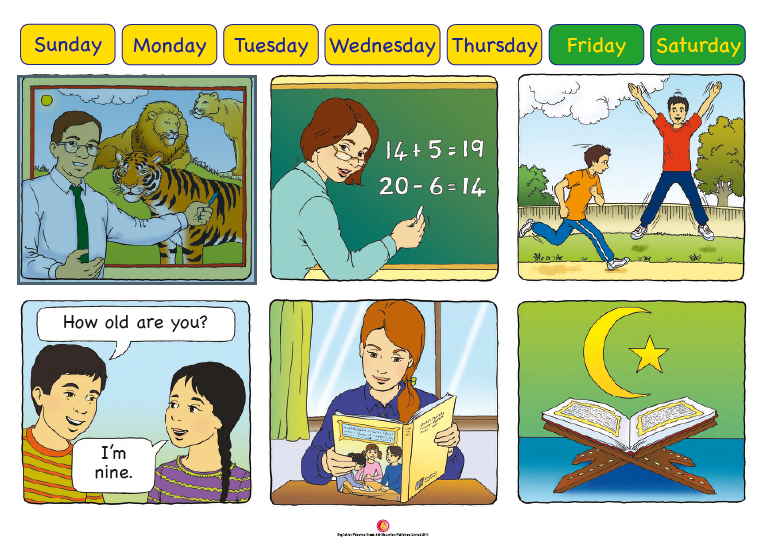 Sunday
Monday
Tuesday
Wednesday
Thursday
Friday
Saturday
14 + 5 = 19
20 - 6 = 14
How old are you?
I'm
nine.